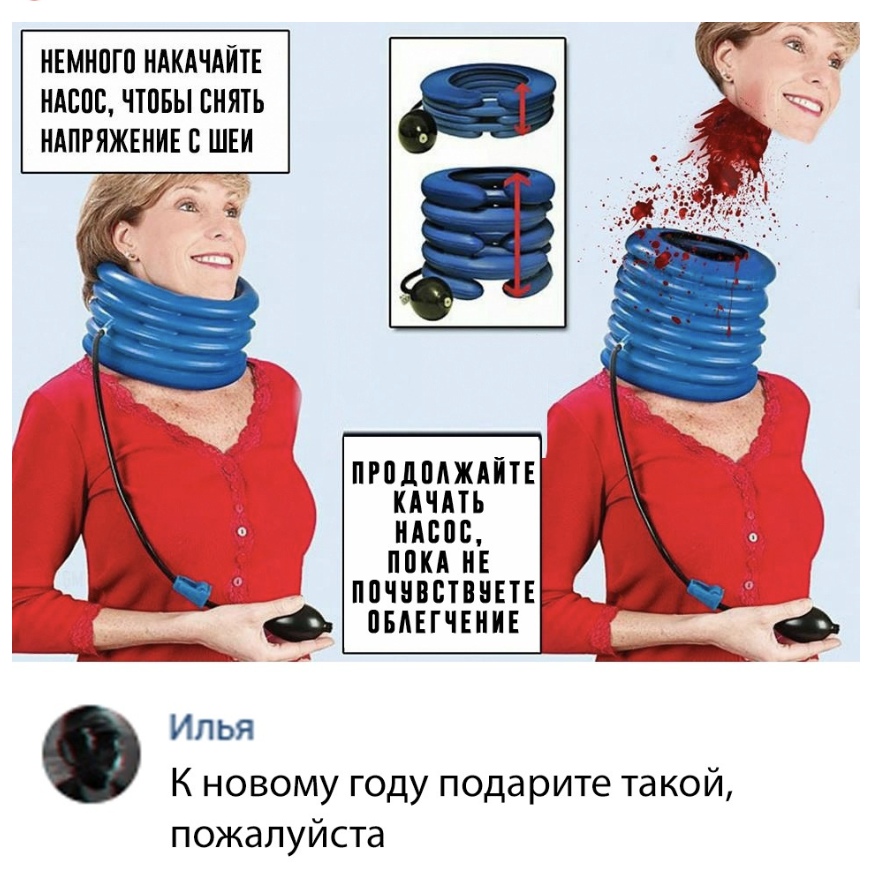 НЕМНОГО НАКАЧАЙТЕ
НАСОС, ЧТОБЫ СНЯТЬ
НАПРЯЖЕНИЕ С ШЕИ
ПРОДОЛЖАЙТЕ
КАЧАТЬ
НАСОС,
ПОКА НЕ
ПОЧУВСТВУЕТЕ
ОБЛЕГЧЕНИЕ
Илья
К новому году подарите такой,
пожалуйста